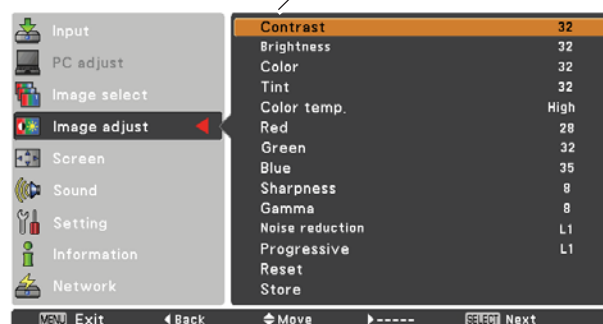 Input
PC adjust
Image select
Image adjust
Screen
Sound
Setting
Information
Network
Contrast 32
Brightness 32
Color 32
Tint 32
Color temp. High
Red 28
Green 32
Blue 35
Sharpness 8
Gamma 8
Noise reduction L1
Progressive L1
Reset
Store
MENU Exit ◀Back ⬍Move ▶----- SELECT Next